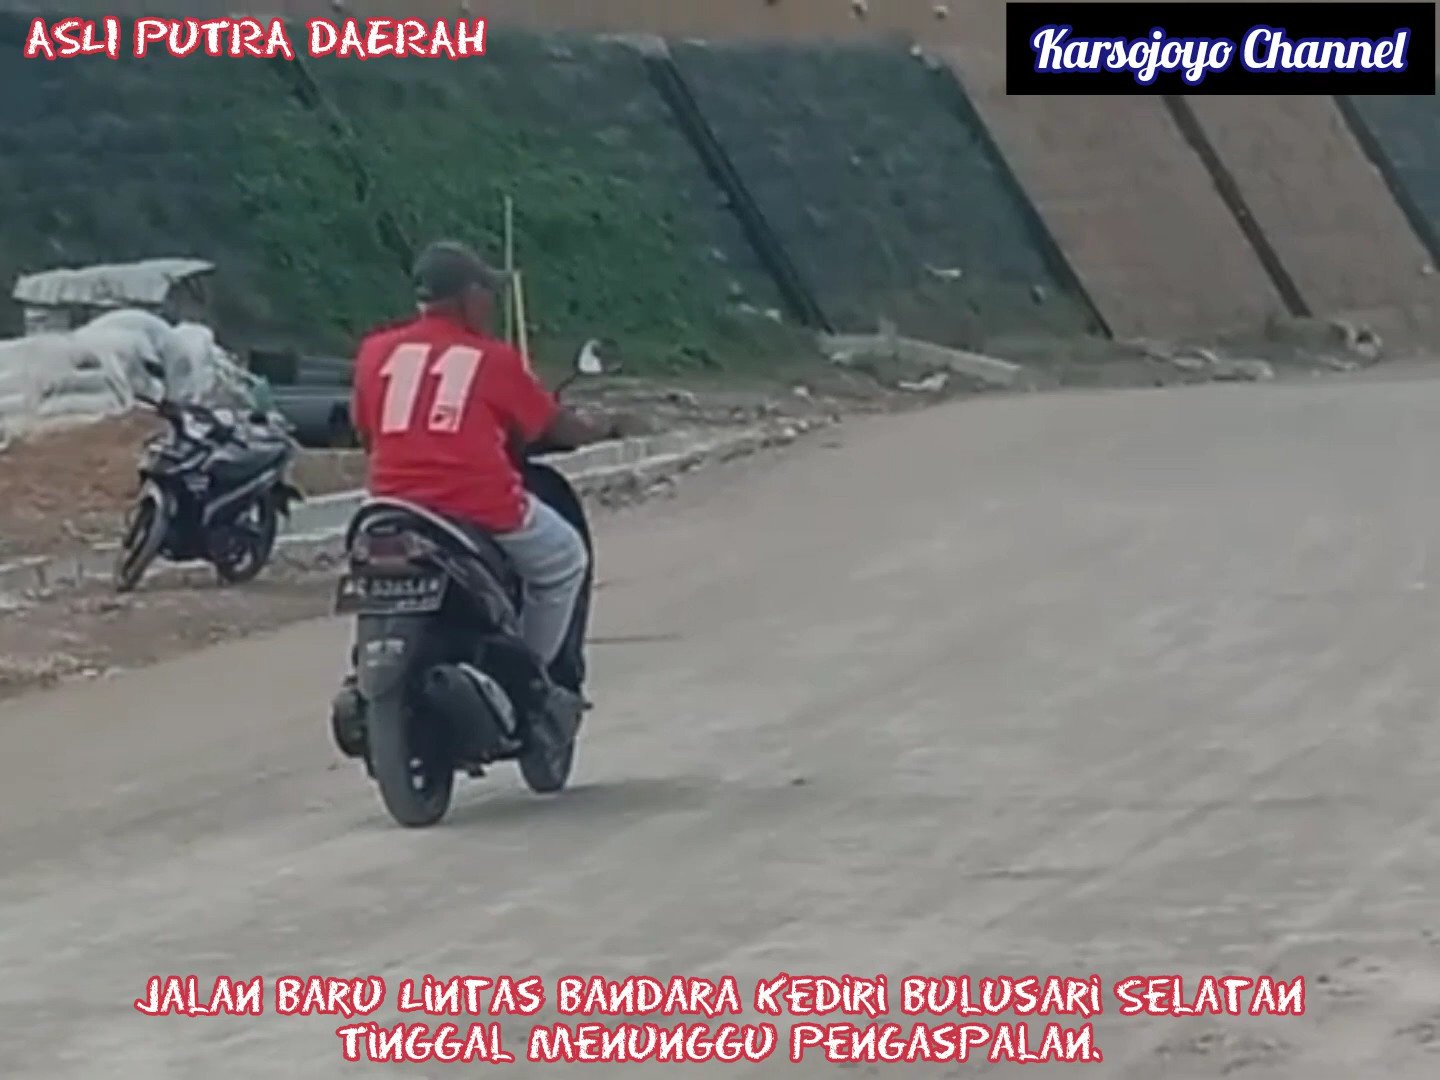 ASLI PUTRA DAERAH
Karsojoyo Channel
11
JALAN BARU LINTAS BANDARA KEDIRI BULUSARI SELATAN
TINGGAL MENUNGGU PENGASPALAN.